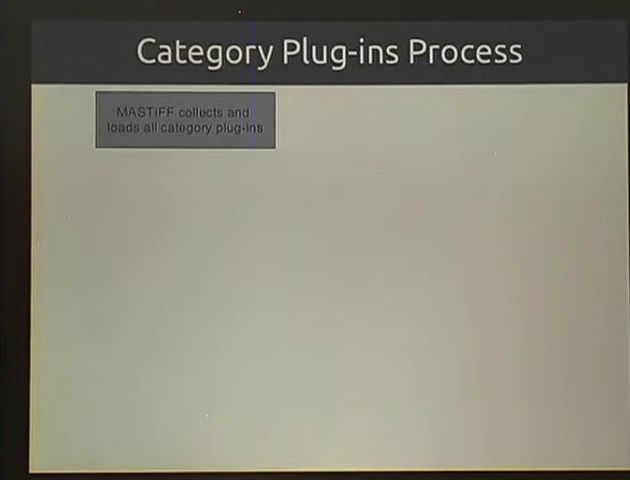 Category Plug-ins Process
MASTIFF collects and
loads all category plug-ins